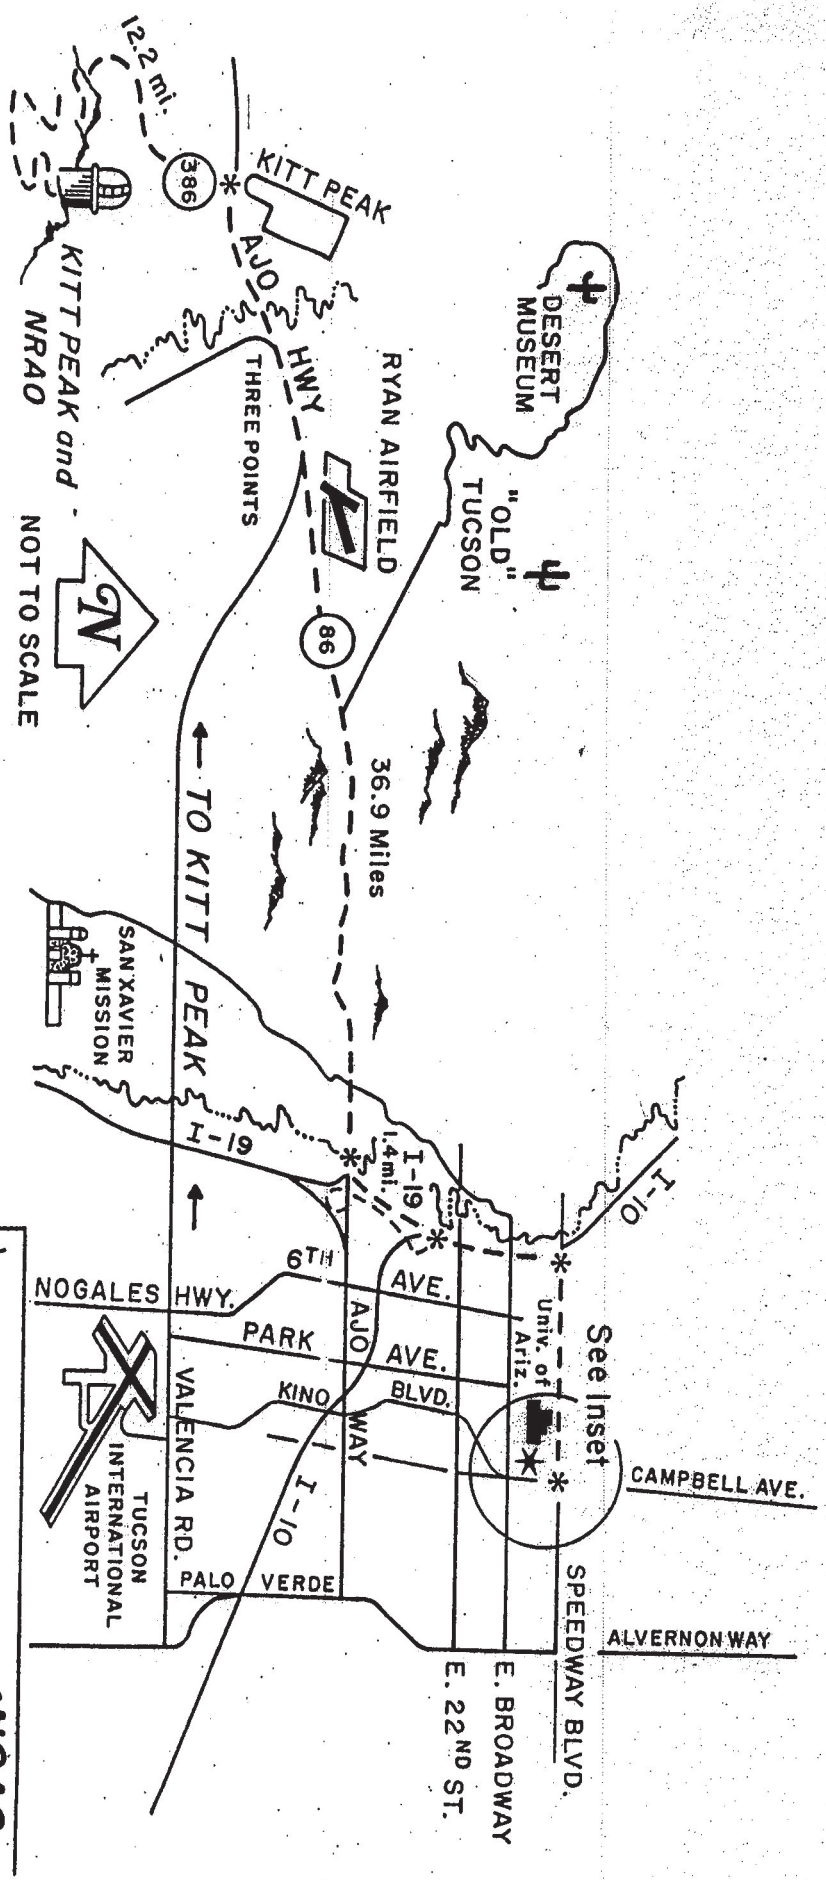 12.2 mi.
386
KITT PEAK
AJO
HWY
KITT PEAK and
NRAO
THREE POINTS
RYAN AIRFIELD
DESERT
MUSEUM
"OLD"
TUCSON
86
36.9 Miles
N
NOT TO SCALE
TO KITT PEAK
SAN XAVIER
MISSION
I-19
I-19
1.4 mi.
I-10
See Inset
Univ. of
Ariz.
CAMPBELL AVE.
6TH AVE.
NOGALES HWY.
PARK AVE.
AJO WAY
KINO BLVD.
VALENCIA RD.
I-10
TUCSON
INTERNATIONAL
AIRPORT
PALO VERDE
SPEEDWAY BLVD.
ALVERNON WAY
E. BROADWAY
E. 22ND ST.